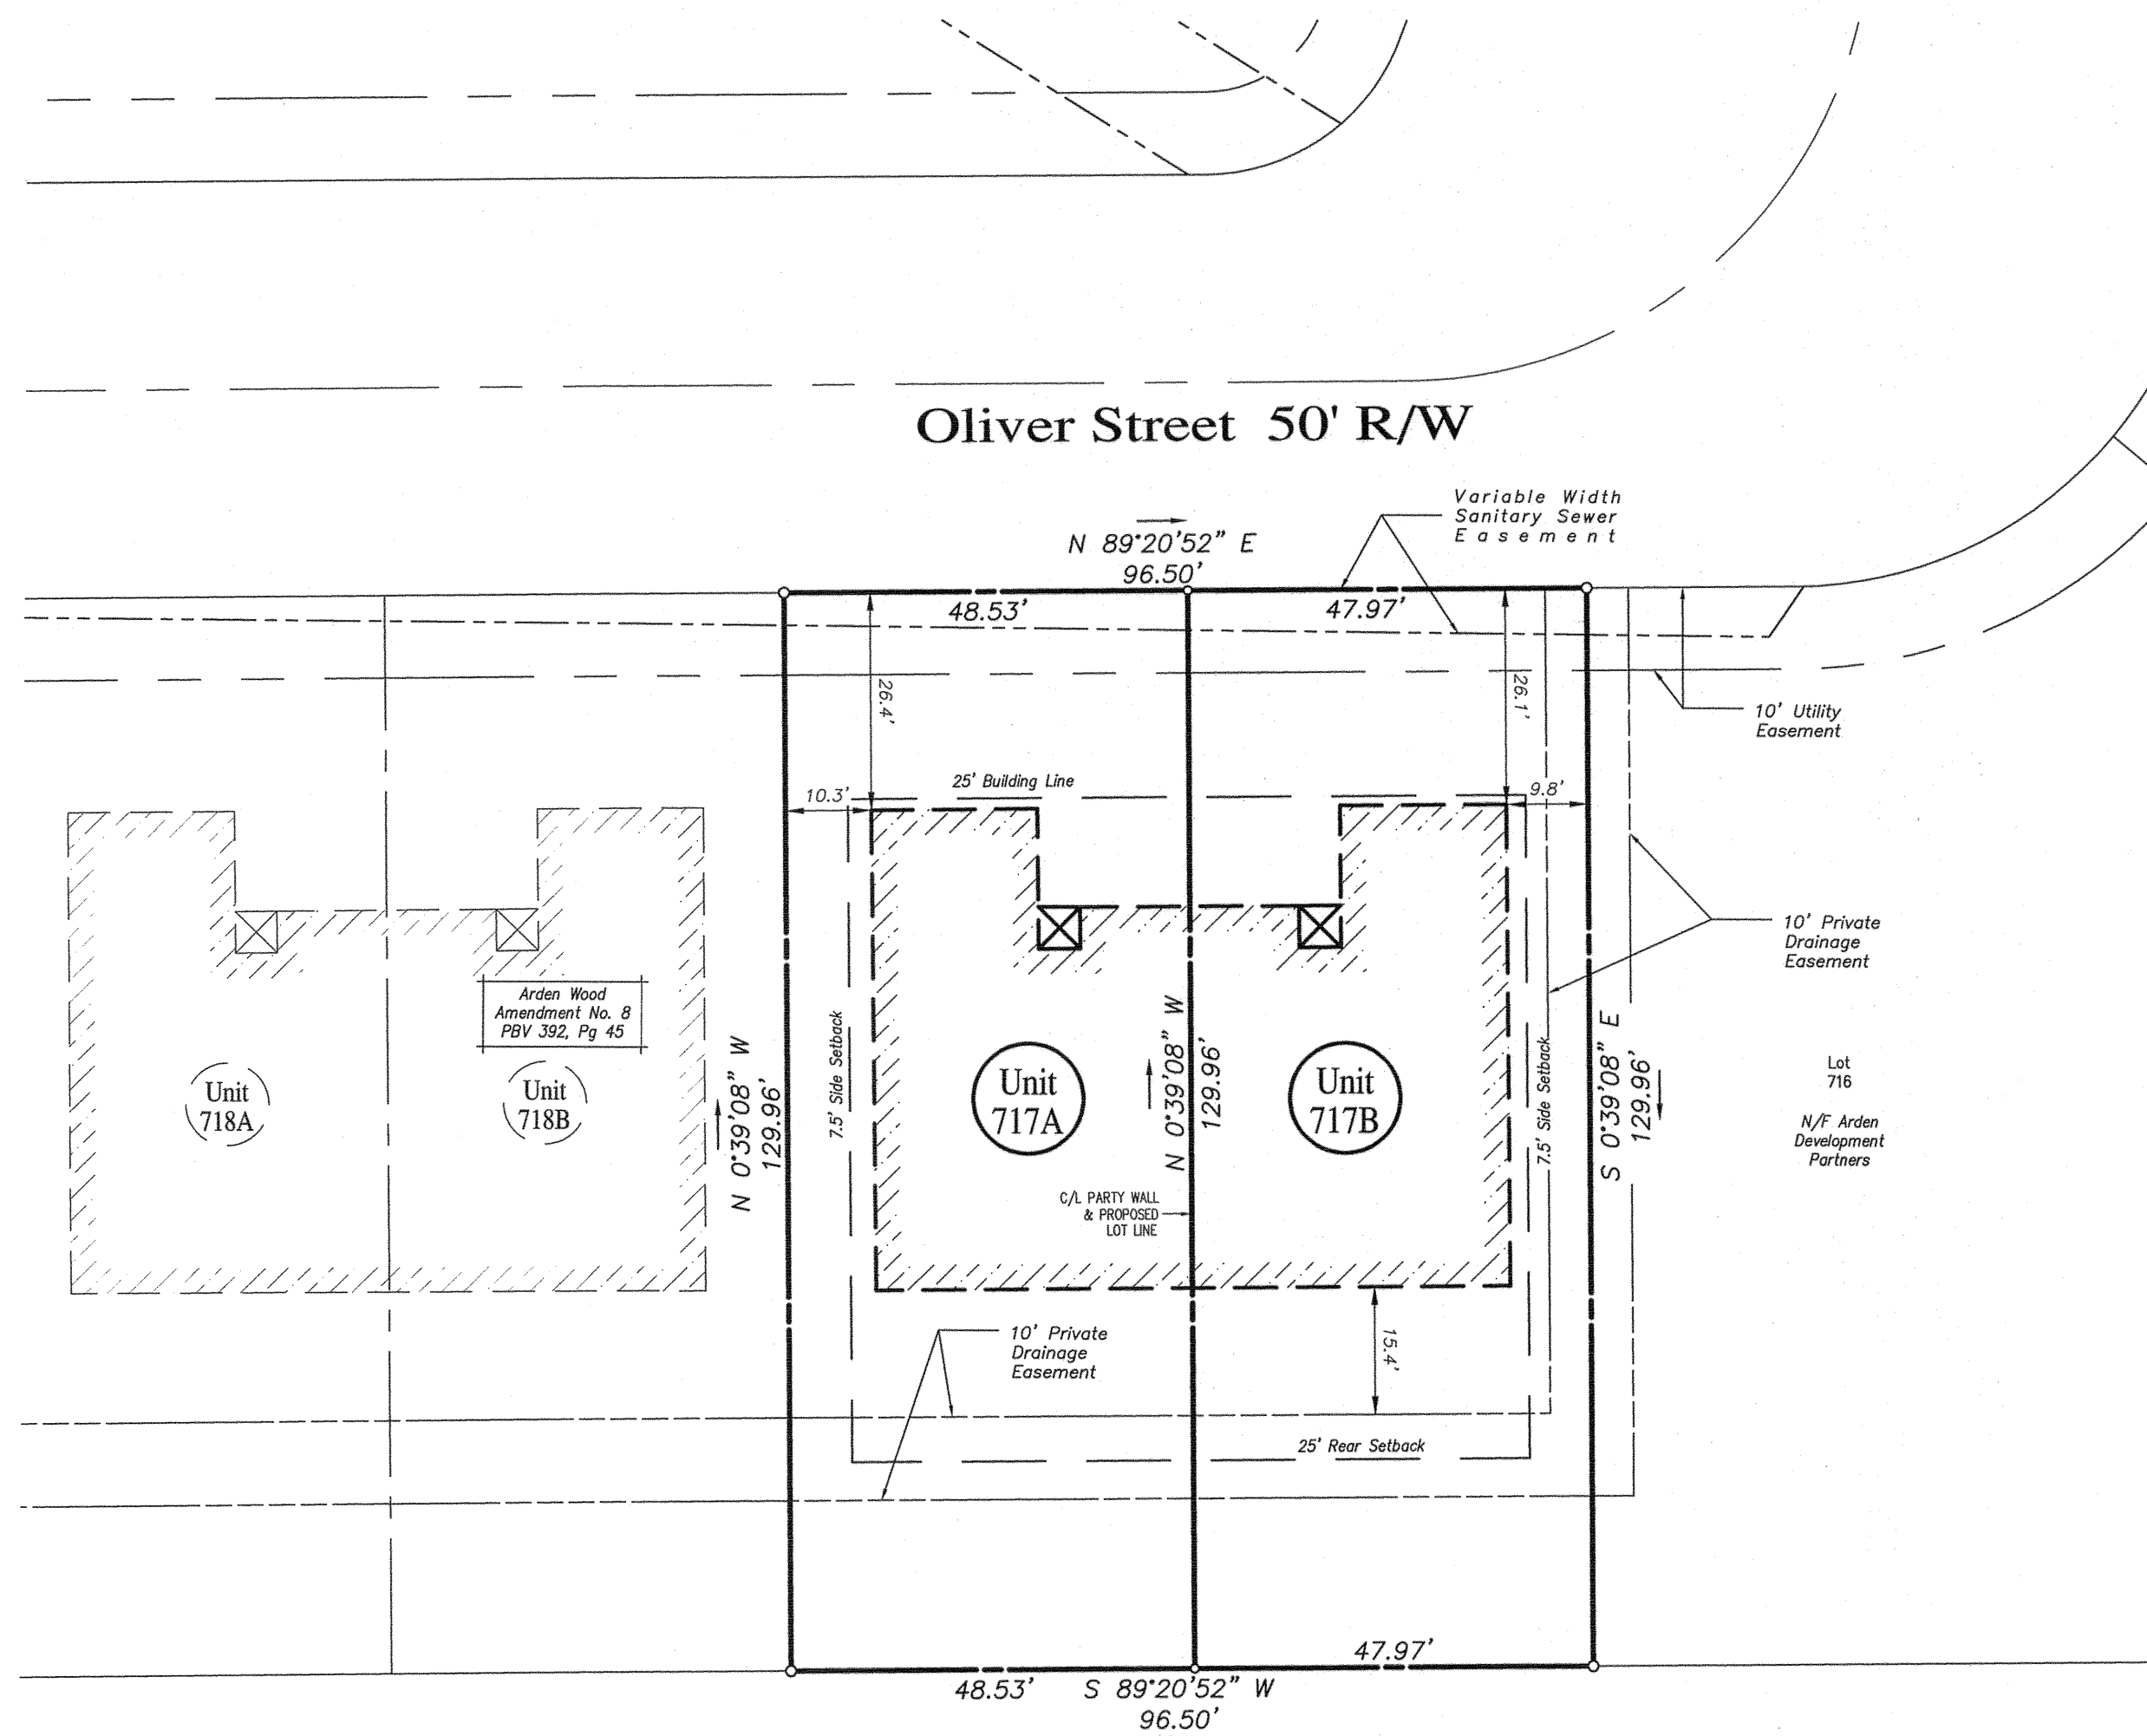 Oliver Street 50' R/W
Variable Width
Sanitary Sewer
Easement
N 89°20'52" E
96.50'
48.53'
47.97'
26.4'
26.1'
10' Utility
Easement
25' Building Line
10.3'
9.8'
10' Private
Drainage
Easement
Arden Wood
Amendment No. 8
PBV 392, Pg 45
Unit
718A
Unit
718B
N 0°39'08" W
129.96'
7.5' Side Setback
Unit
717A
N 0°39'08" W
129.96'
Unit
717B
7.5' Side Setback
S 0°39'08" E
129.96'
Lot
716
N/F Arden
Development
Partners
C/L PARTY WALL
& PROPOSED
LOT LINE
10' Private
Drainage
Easement
15.4'
25' Rear Setback
47.97'
48.53'
S 89°20'52" W
96.50'